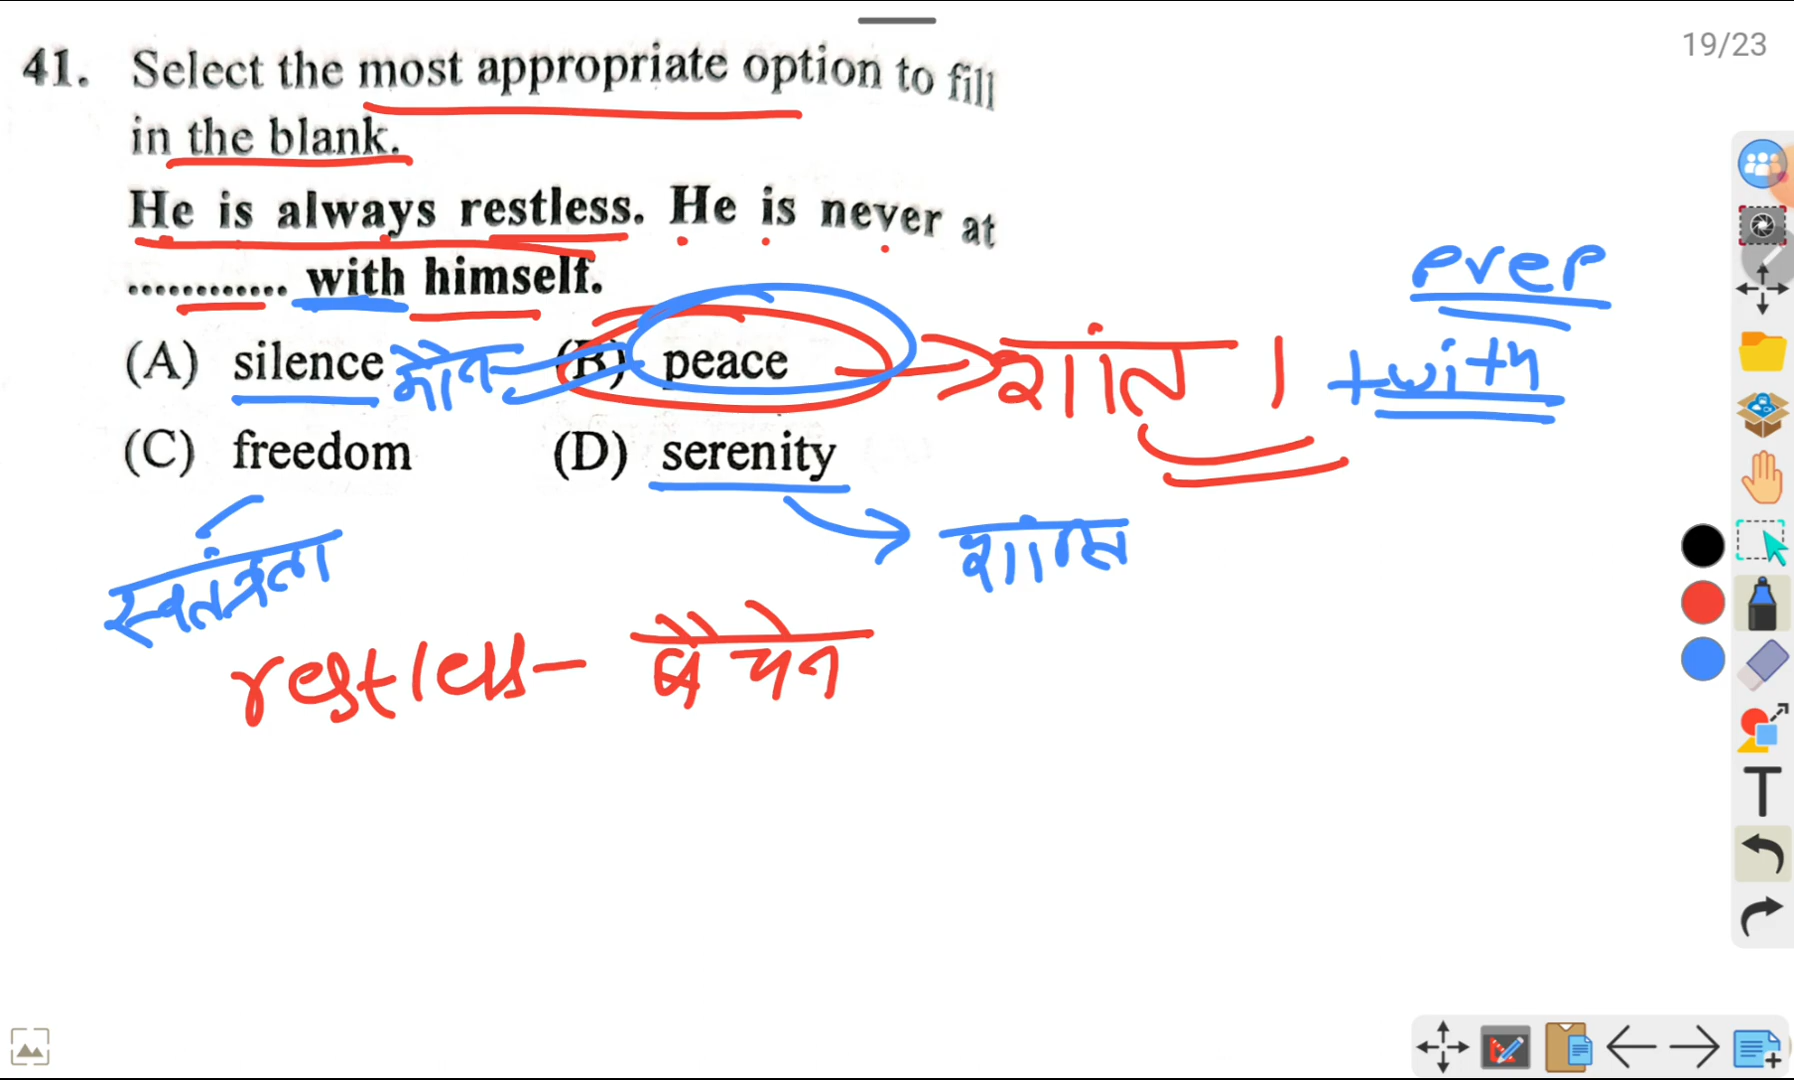 19/23
41. Select the most appropriate option to fill
in the blank.
He is always restless. He is never at
............ with himself.
(A) silence मौन (B) peace शांत । + with
prep
(C) freedom (D) serenity
स्वतंत्रता
शान्ति
restless - बैचेन
T